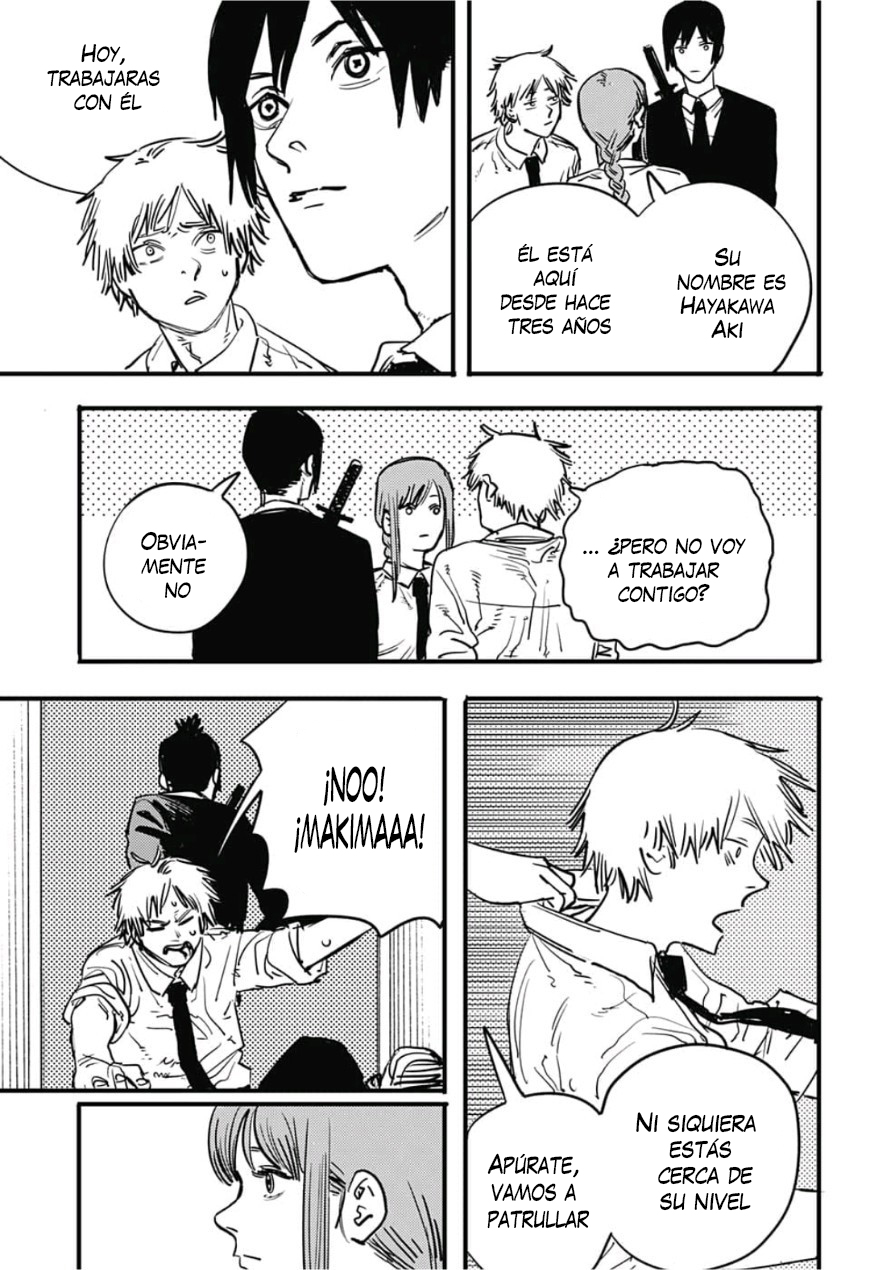 Su
nombre es
Hayakawa
Aki
Él está
aquí
desde hace
tres años
Hoy,
trabajaras
con él
... ¿pero no voy
a trabajar
contigo?
Obvia-
mente
no
Ni siquiera
estás
cerca de
su nivel
Apúrate,
vamos a
patrullar
¡Noo!
¡Makimaaa!